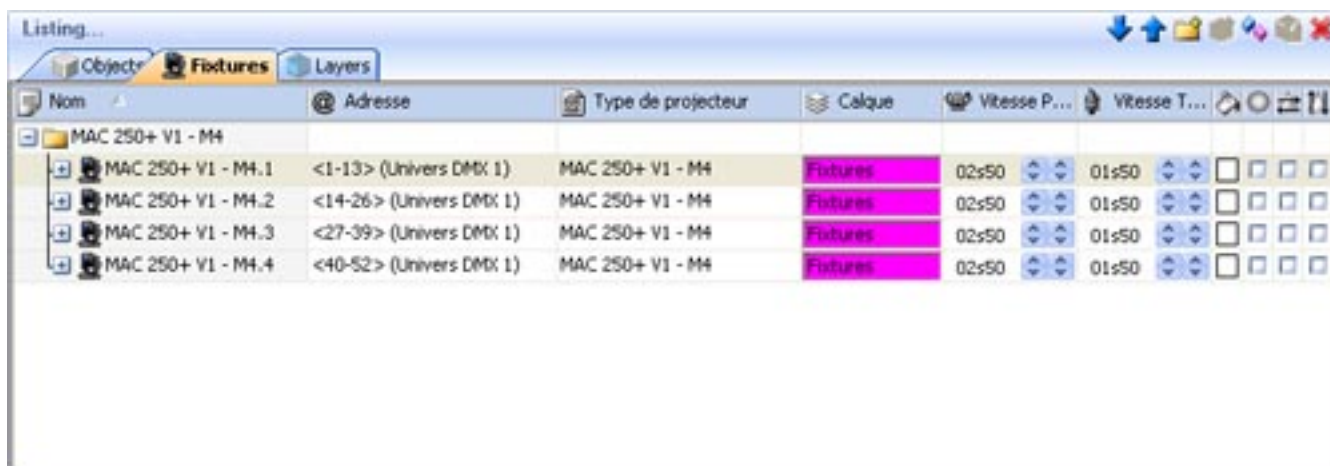 Listing...
Objects Fixtures Layers
Nom @ Adresse Type de projecteur Calque Vitesse P... Vitesse T...
MAC 250+ V1 - M4
MAC 250+ V1 - M4.1 <1-13> (Univers DMX 1) MAC 250+ V1 - M4 Fixtures 02s50 01s50
MAC 250+ V1 - M4.2 <14-26> (Univers DMX 1) MAC 250+ V1 - M4 Fixtures 02s50 01s50
MAC 250+ V1 - M4.3 <27-39> (Univers DMX 1) MAC 250+ V1 - M4 Fixtures 02s50 01s50
MAC 250+ V1 - M4.4 <40-52> (Univers DMX 1) MAC 250+ V1 - M4 Fixtures 02s50 01s50